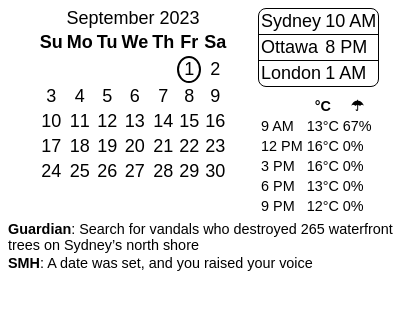 September 2023
Su Mo Tu We Th Fr Sa
1 2
3 4 5 6 7 8 9
10 11 12 13 14 15 16
17 18 19 20 21 22 23
24 25 26 27 28 29 30
Sydney 10 AM
Ottawa 8 PM
London 1 AM
°C ☂
9 AM 13°C 67%
12 PM 16°C 0%
3 PM 16°C 0%
6 PM 13°C 0%
9 PM 12°C 0%
Guardian: Search for vandals who destroyed 265 waterfront
trees on Sydney’s north shore
SMH: A date was set, and you raised your voice